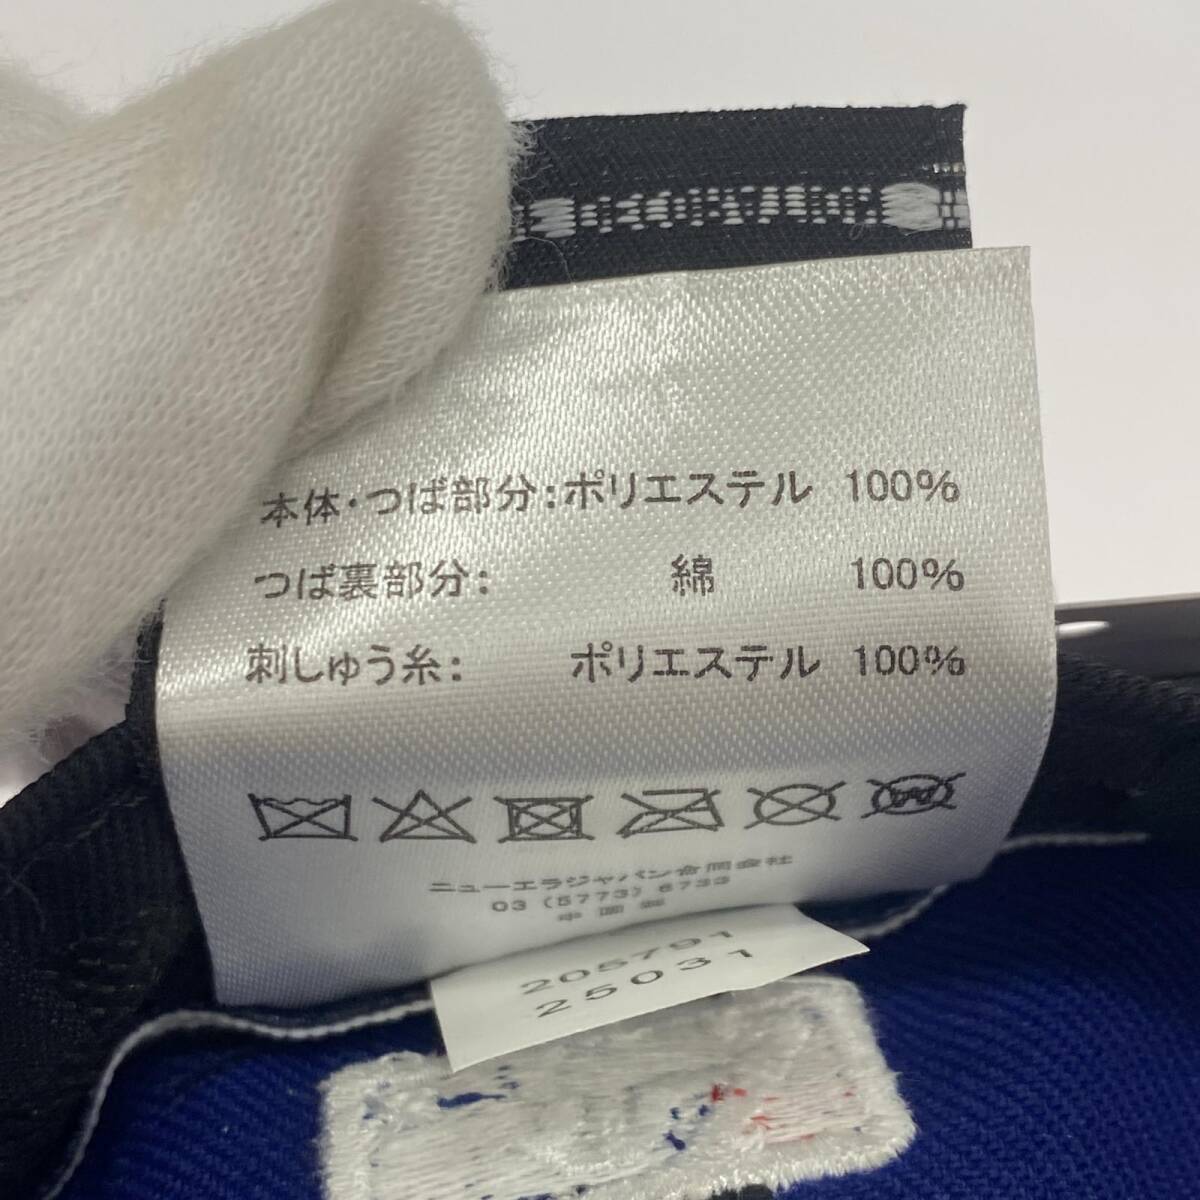 本体・つば部分:ポリエステル 100%
つば裏部分: 綿 100%
刺しゅう糸: ポリエステル 100%
ニューエラジャパン合同会社
03 (5773) 6733
中国製
205791
25031